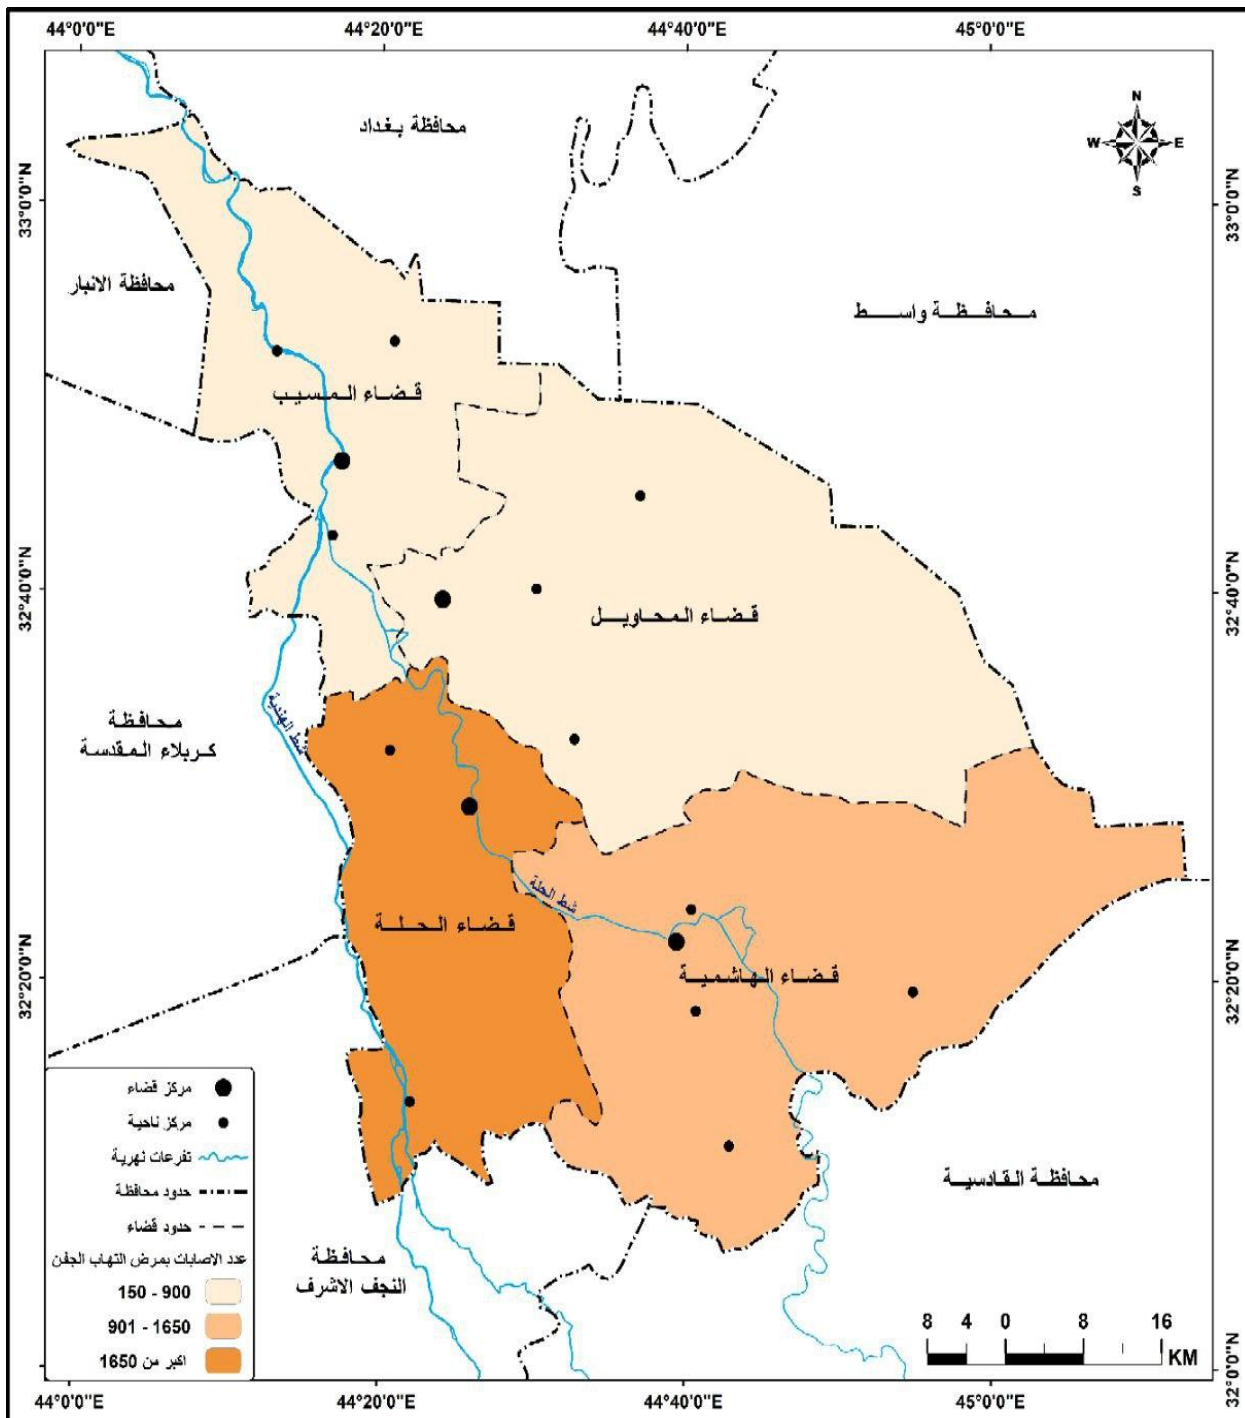 44°0'0"E 44°20'0"E 44°40'0"E 45°0'0"E
N
W E
S
محافظة بغداد
33°0'0"N 33°0'0"N
محافظة الانبار
محافظة واسط
قضاء المسيب
32°40'0"N 32°40'0"N
قضاء المحاويل
محافظة
كربلاء المقدسة
شط الهندية
شط الحلة
قضاء الحلة
قضاء الهاشمية
32°20'0"N 32°20'0"N
محافظة القادسية
محافظة
النجف الاشرف
مركز قضاء
مركز ناحية
تفرعات نهرية
حدود محافظة
حدود قضاء
عدد الاصابات بمرض التهاب الجفن
150 - 900
901 - 1650
اكبر من 1650
8 4 0 8 16
KM
32°0'0"N
44°0'0"E 44°20'0"E 44°40'0"E 45°0'0"E